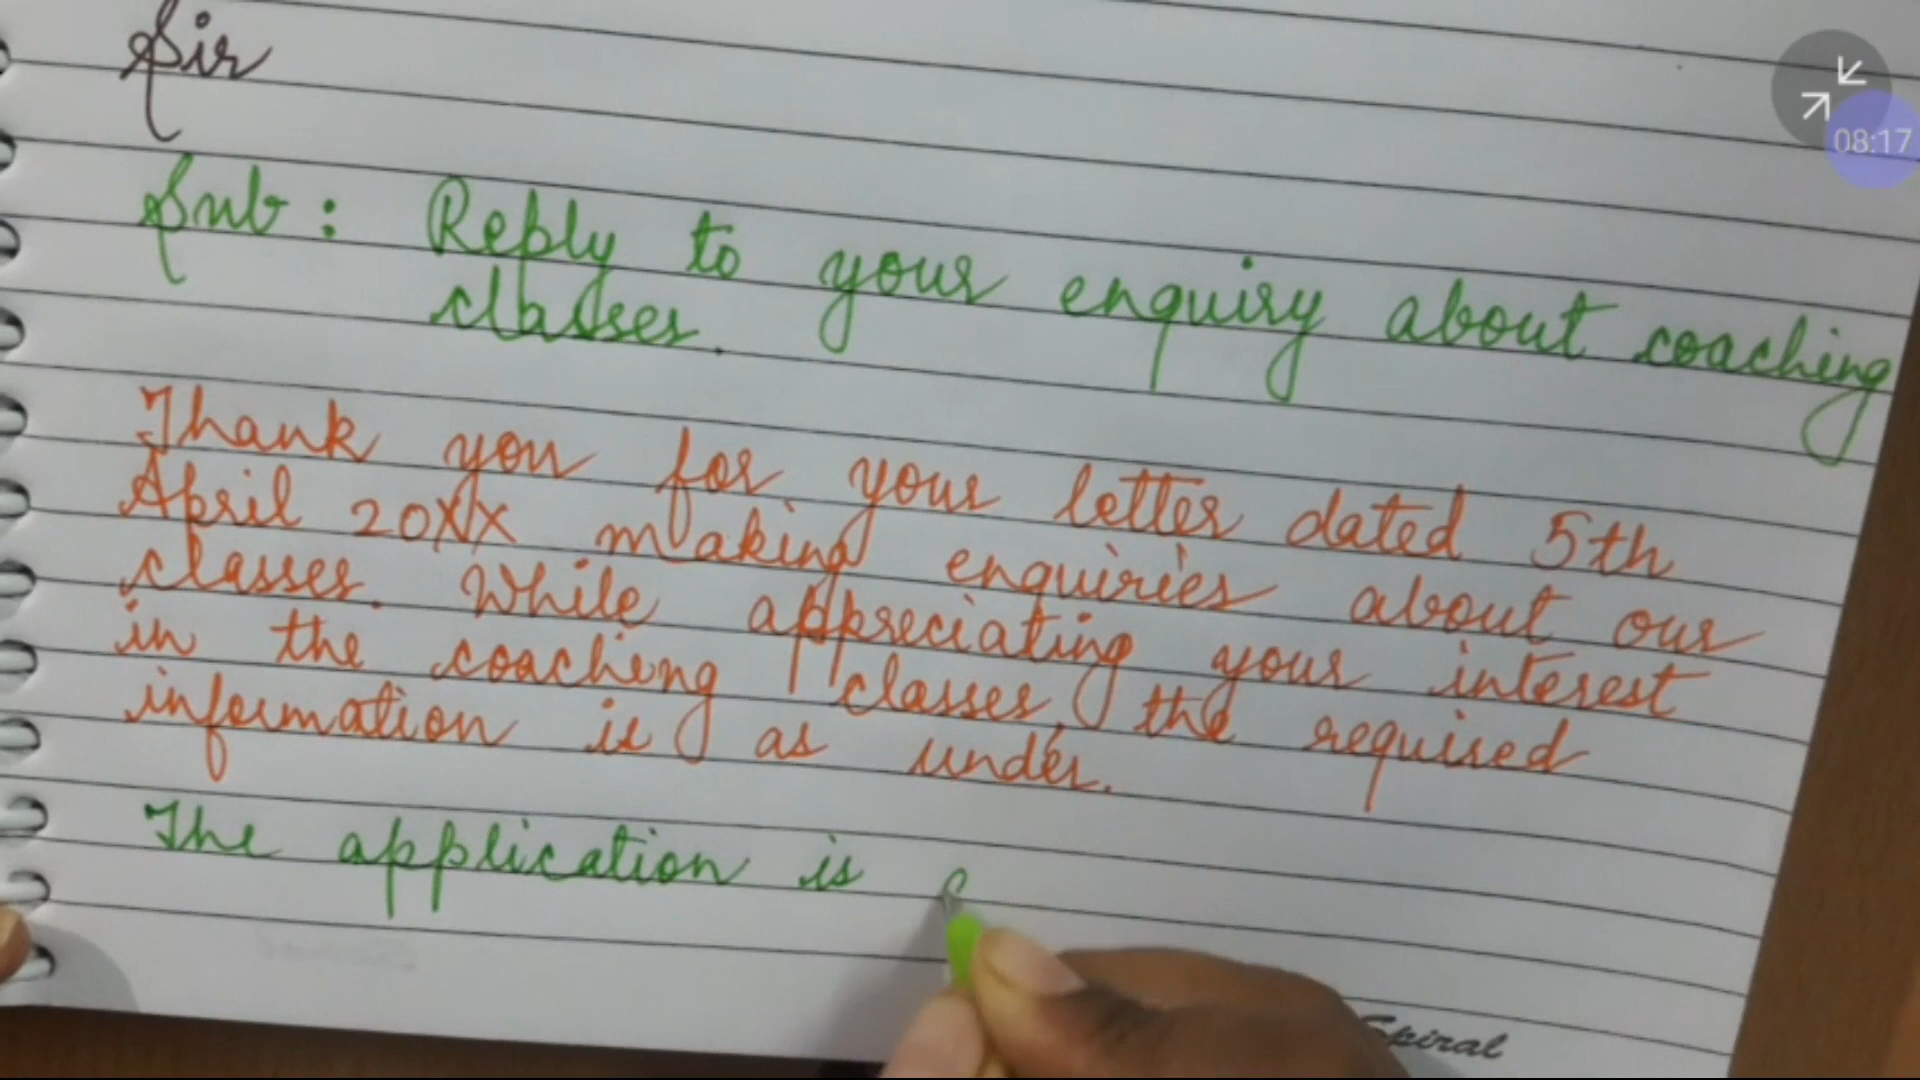 Sir
08:17
Sub: Reply to your enquiry about coaching
classes.
Thank you for your letter dated 5th
April 20XX making enquiries about our
classes. While appreciating your interest
in the coaching classes, the required
information is as under.
The application is
Spiral